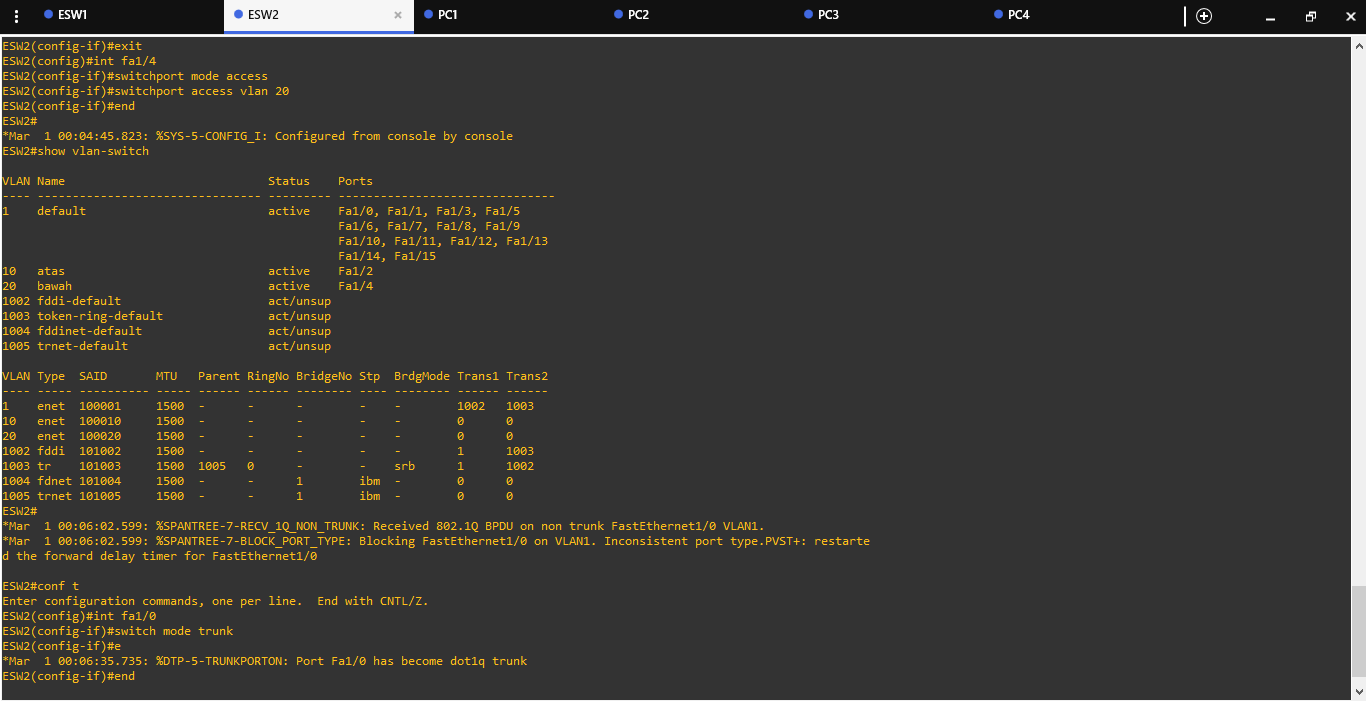 ESW1 ESW2 × PC1 PC2 PC3 PC4
ESW2(config-if)#exit
ESW2(config)#int fa1/4
ESW2(config-if)#switchport mode access
ESW2(config-if)#switchport access vlan 20
ESW2(config-if)#end
ESW2#
*Mar  1 00:04:45.823: %SYS-5-CONFIG_I: Configured from console by console
ESW2#show vlan-switch
VLAN Name                             Status    Ports
---- -------------------------------- --------- -------------------------------
1    default                          active    Fa1/0, Fa1/1, Fa1/3, Fa1/5
                                                Fa1/6, Fa1/7, Fa1/8, Fa1/9
                                                Fa1/10, Fa1/11, Fa1/12, Fa1/13
                                                Fa1/14, Fa1/15
10   atas                             active    Fa1/2
20   bawah                            active    Fa1/4
1002 fddi-default                     act/unsup
1003 token-ring-default               act/unsup
1004 fddinet-default                  act/unsup
1005 trnet-default                    act/unsup
VLAN Type  SAID       MTU   Parent RingNo BridgeNo Stp  BrdgMode Trans1 Trans2
---- ----- ---------- ----- ------ ------ -------- ---- -------- ------ ------
1    enet  100001     1500  -      -      -        -    -        1002   1003
10   enet  100010     1500  -      -      -        -    -        0      0
20   enet  100020     1500  -      -      -        -    -        0      0
1002 fddi  101002     1500  -      -      -        -    -        1      1003
1003 tr    101003     1500  1005   0      -        -    srb      1      1002
1004 fdnet 101004     1500  -      -      1        ibm  -        0      0
1005 trnet 101005     1500  -      -      1        ibm  -        0      0
ESW2#
*Mar  1 00:06:02.599: %SPANTREE-7-RECV_1Q_NON_TRUNK: Received 802.1Q BPDU on non trunk FastEthernet1/0 VLAN1.
*Mar  1 00:06:02.599: %SPANTREE-7-BLOCK_PORT_TYPE: Blocking FastEthernet1/0 on VLAN1. Inconsistent port type.PVST+: restarte
d the forward delay timer for FastEthernet1/0
ESW2#conf t
Enter configuration commands, one per line.  End with CNTL/Z.
ESW2(config)#int fa1/0
ESW2(config-if)#switch mode trunk
ESW2(config-if)#e
*Mar  1 00:06:35.735: %DTP-5-TRUNKPORTON: Port Fa1/0 has become dot1q trunk
ESW2(config-if)#end